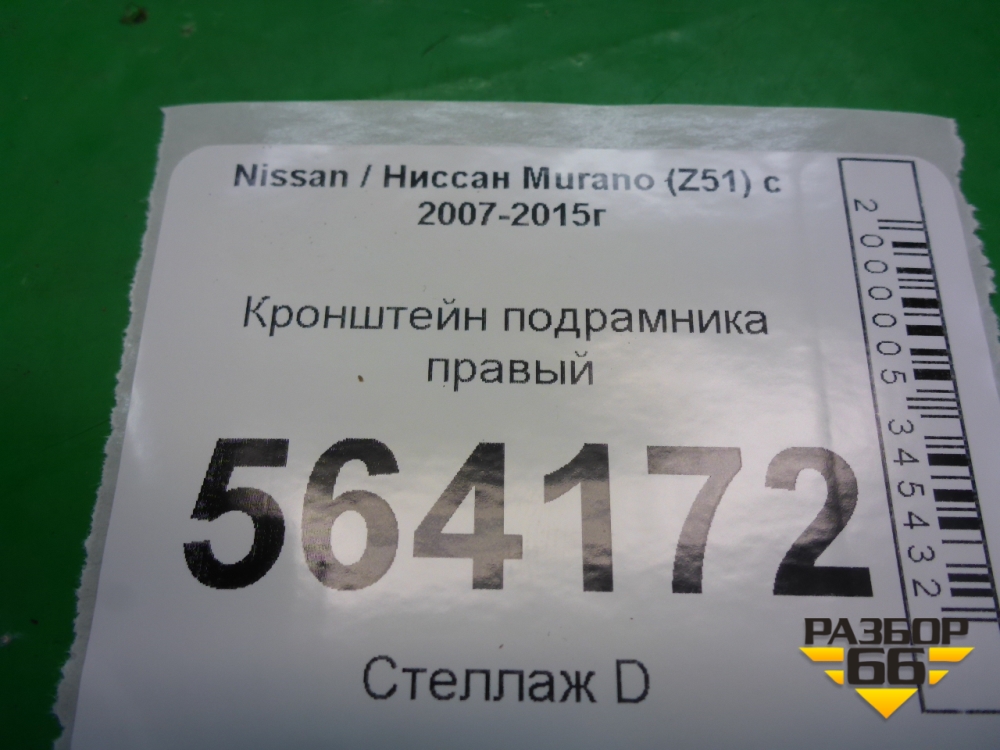 Nissan / Ниссан Murano (Z51) с
2007-2015г
Кронштейн подрамника
правый
564172
Стеллаж D
2000005345432
РАЗБОР
66